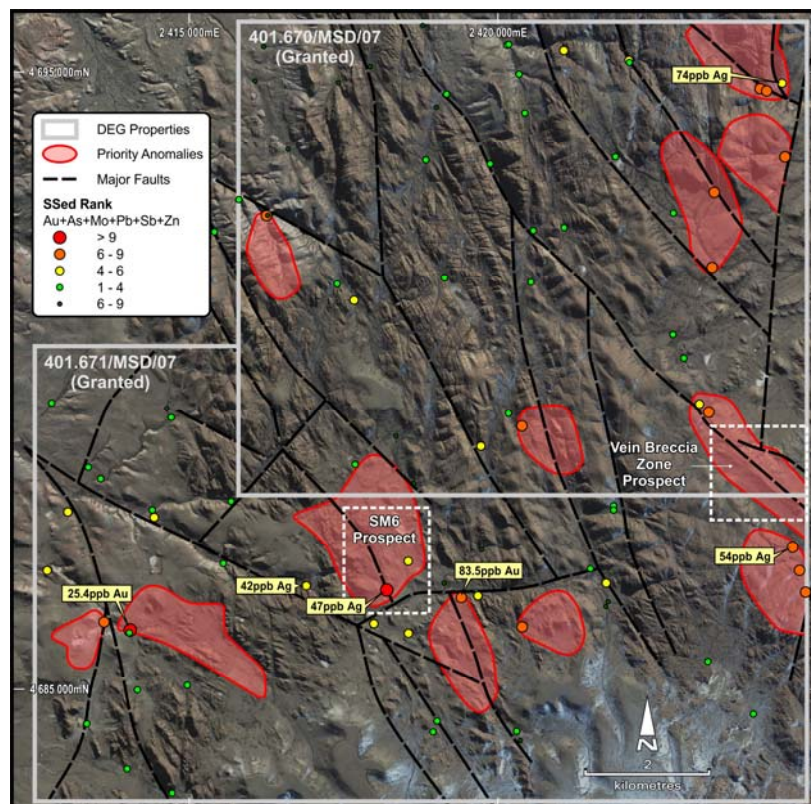 2 415 000mE
2 420 000mE
401.670/MSD/07
(Granted)
4 695 000mN
74ppb Ag
DEG Properties
Priority Anomalies
Major Faults
SSed Rank
Au+As+Mo+Pb+Sb+Zn
> 9
6 - 9
4 - 6
1 - 4
6 - 9
401.671/MSD/07
(Granted)
Vein Breccia
Zone
Prospect
SM6
Prospect
54ppb Ag
83.5ppb Au
42ppb Ag
47ppb Ag
25.4ppb Au
4 685 000mN
N
2
kilometres